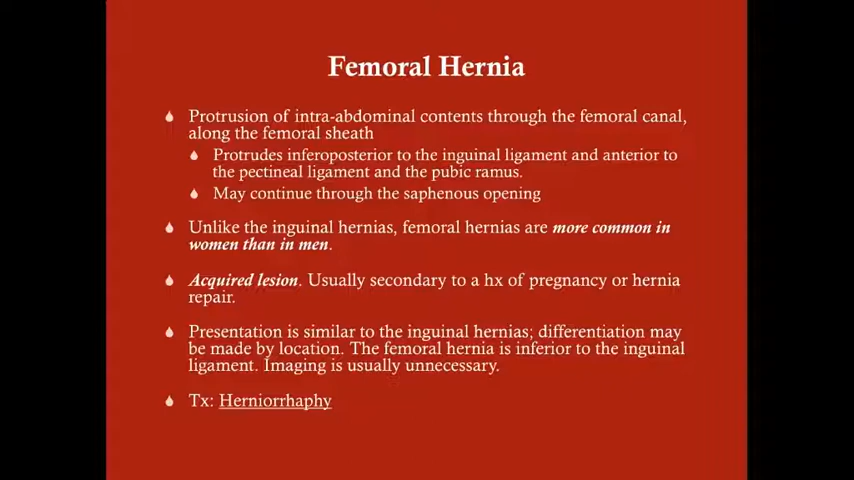 Femoral Hernia
Protrusion of intra-abdominal contents through the femoral canal,
along the femoral sheath
Protrudes inferoposterior to the inguinal ligament and anterior to
the pectineal ligament and the pubic ramus.
May continue through the saphenous opening
Unlike the inguinal hernias, femoral hernias are more common in
women than in men.
Acquired lesion. Usually secondary to a hx of pregnancy or hernia
repair.
Presentation is similar to the inguinal hernias; differentiation may
be made by location. The femoral hernia is inferior to the inguinal
ligament. Imaging is usually unnecessary.
Tx: Herniorrhaphy